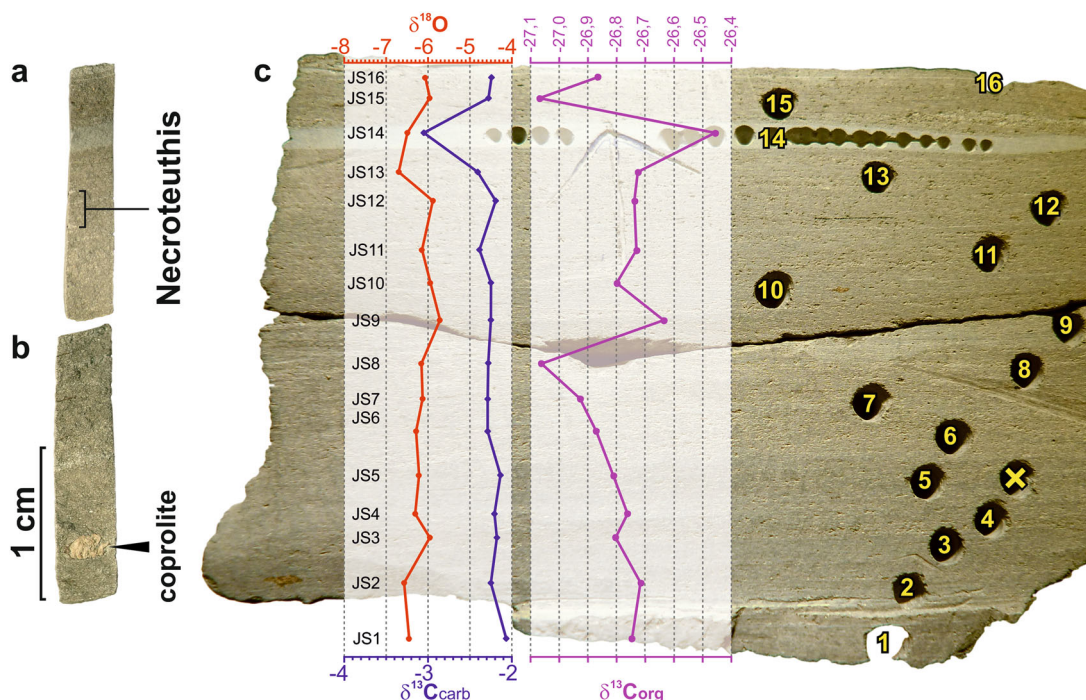 a
Necroteuthis
b
1 cm
coprolite
c
δ18O
-8 -7 -6 -5 -4
-27,1 -27,0 -26,9 -26,8 -26,7 -26,6 -26,5 -26,4
JS16
JS15
JS14
JS13
JS12
JS11
JS10
JS9
JS8
JS7
JS6
JS5
JS4
JS3
JS2
JS1
-4 -3 -2
δ13Ccarb
δ13Corg
16
15
14
13
12
11
10
9
8
7
6
5
4
3
2
1